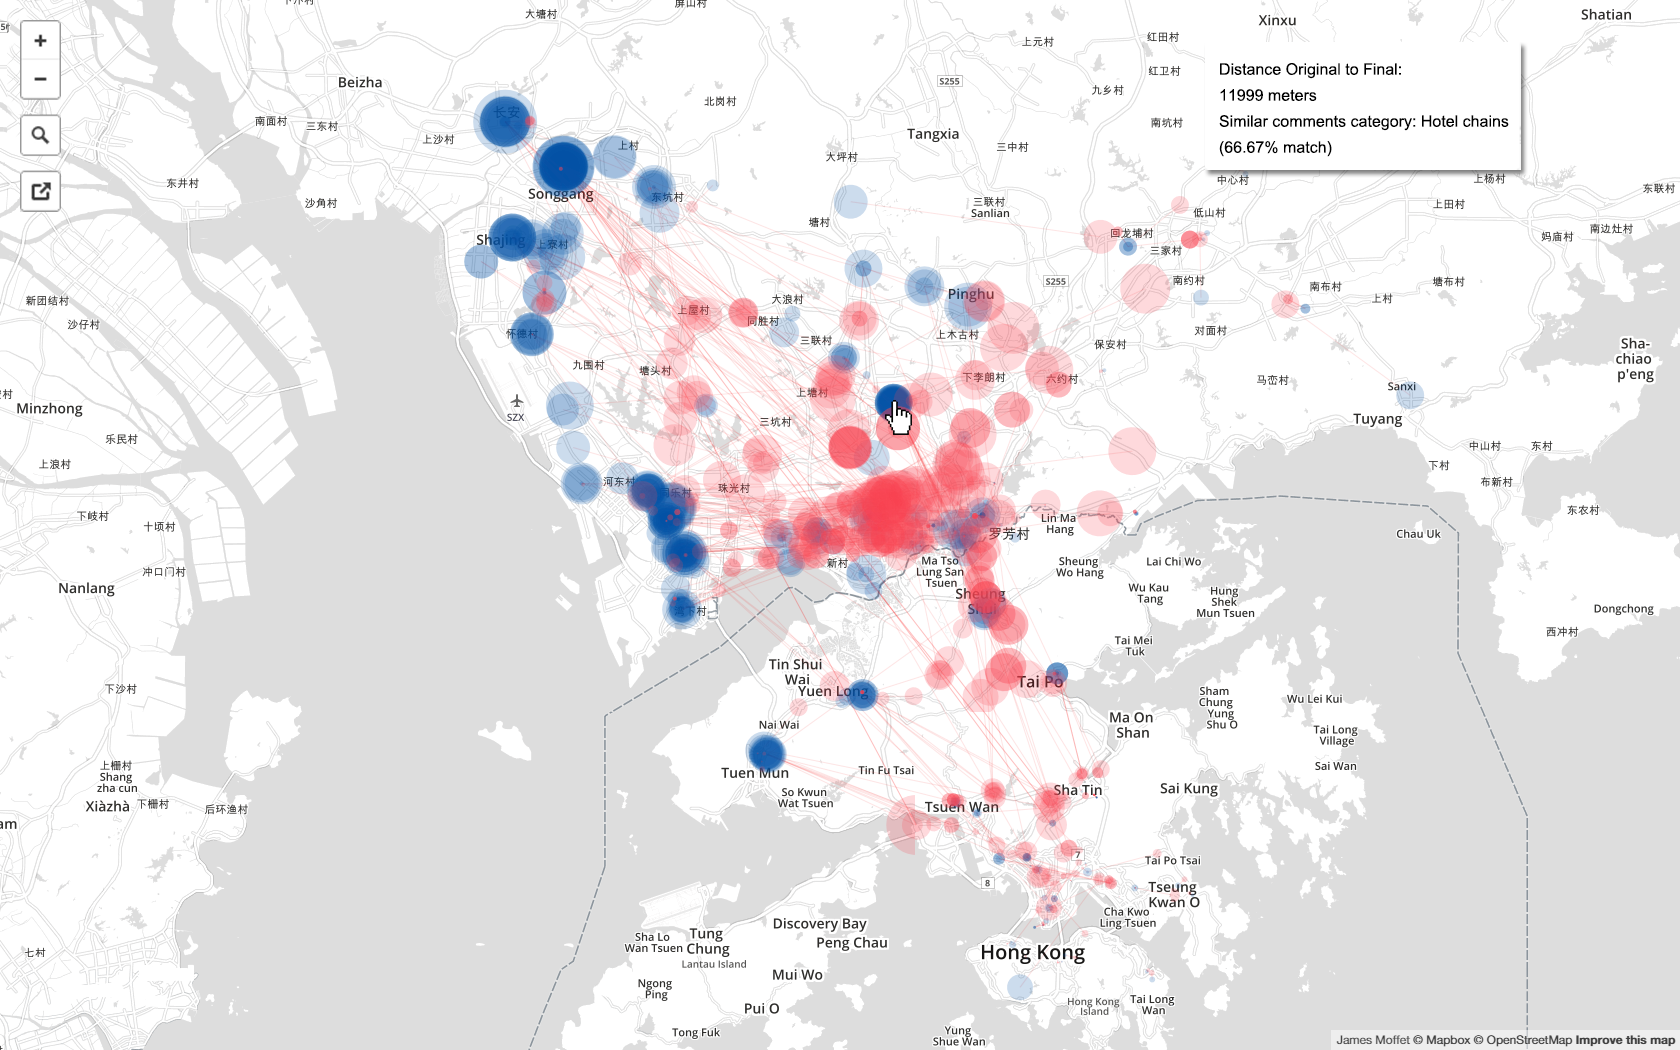 大塘村
屏山村
Xinxu
Shatian
红田村
上元村
Beizha
红卫村
S255
九乡村
北岗村
长安
南面村
三东村
南坑村
上沙村
Tangxia
上村
三中村
大坪村
东井村
中心村
上杨村
东联村
Songgang
东坑村
沙角村
三联村
Sanlian
上田村
低山村
塘村
南边灶村
回龙埔村
妈庙村
Shajing
上寮村
三家村
S255
南约村
塘布村
南布村
Pinghu
新团结村
大浪村
上村
上屋村
同胜村
沙仔村
对面村
怀德村
上木古村
三联村
保安村
Sha-
chiao
p'eng
九围村
塘头村
下李朗村
六约村
马峦村
Sanxi
上塘村
Minzhong
SZX
三坑村
Tuyang
乐民村
中山村
东村
上浪村
下村
河东村
珠光村
布新村
下岐村
东农村
十顷村
Lin Ma
Hang
罗芳村
Chau Uk
新村
Ma Tso
Lung San
Tsuen
Sheung
Wo Hang
Lai Chi Wo
冲口门村
Nanlang
Sheung
Shui
Wu Kau
Tang
Hung
Shek
Mun Tsuen
Dongchong
湾下村
西冲村
Tai Mei
Tuk
Tin Shui
Wai
Yuen Long
Tai Po
下沙村
Sham
Chung
Yung
Shu O
Wu Lei Kui
Nai Wai
Ma On
Shan
Tai Long
Village
上栅村
Shang
zha cun
Tuen Mun
Tin Fu Tsai
Sai Wan
So Kwun
Wat Tsuen
Sha Tin
Sai Kung
Xiàzhà
下栅村
后环渔村
Tsuen Wan
am
7
Tai Po Tsai
8
Tseung
Kwan O
Cha Kwo
Ling Tsuen
Discovery Bay
Sha Lo
Wan Tsuen
Tung
Chung
Peng Chau
七村
Hong Kong
Lantau Island
Mui Wo
Ngong
Ping
Pui O
Hong Kong
Island
Tai Long
Wan
Tong Fuk
Yung
Shue Wan
Distance Original to Final:
11999 meters
Similar comments category: Hotel chains
(66.67% match)
James Moffet © Mapbox © OpenStreetMap Improve this map